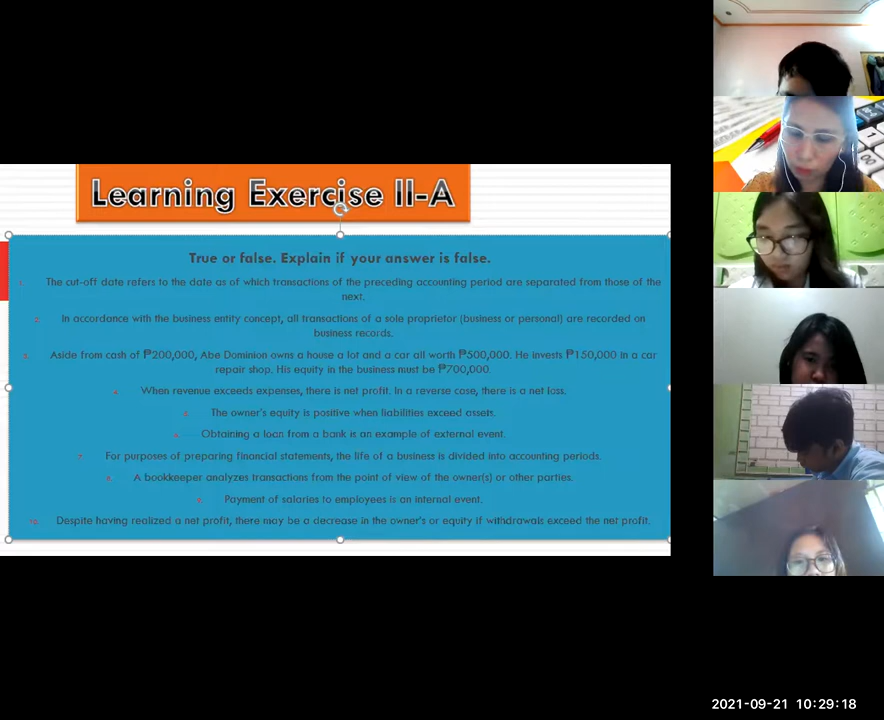 Learning Exercise II-A
True or false. Explain if your answer is false.
1. The cut-off date refers to the date as of which transactions of the preceding accounting period are separated from those of the
next.
2. In accordance with the business entity concept, all transactions of a sole proprietor (business or personal) are recorded on
business records.
3. Aside from cash of ₱200,000, Abe Dominion owns a house a lot and a car all worth ₱500,000. He invests ₱150,000 in a car
repair shop. His equity in the business must be ₱700,000.
4. When revenue exceeds expenses, there is net profit. In a reverse case, there is a net loss.
5. The owner's equity is positive when liabilities exceed assets.
6. Obtaining a loan from a bank is an example of external event.
7. For purposes of preparing financial statements, the life of a business is divided into accounting periods.
8. A bookkeeper analyzes transactions from the point of view of the owner(s) or other parties.
9. Payment of salaries to employees is an internal event.
10. Despite having realized a net profit, there may be a decrease in the owner's or equity if withdrawals exceed the net profit.
2021-09-21 10:29:18